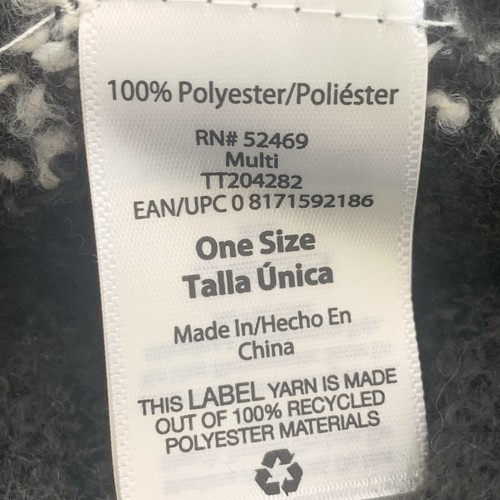 100% Polyester/Poliéster
RN# 52469
Multi
TT204282
EAN/UPC 0 8171592186
One Size
Talla Única
Made In/Hecho En
China
THIS LABEL YARN IS MADE
OUT OF 100% RECYCLED
POLYESTER MATERIALS